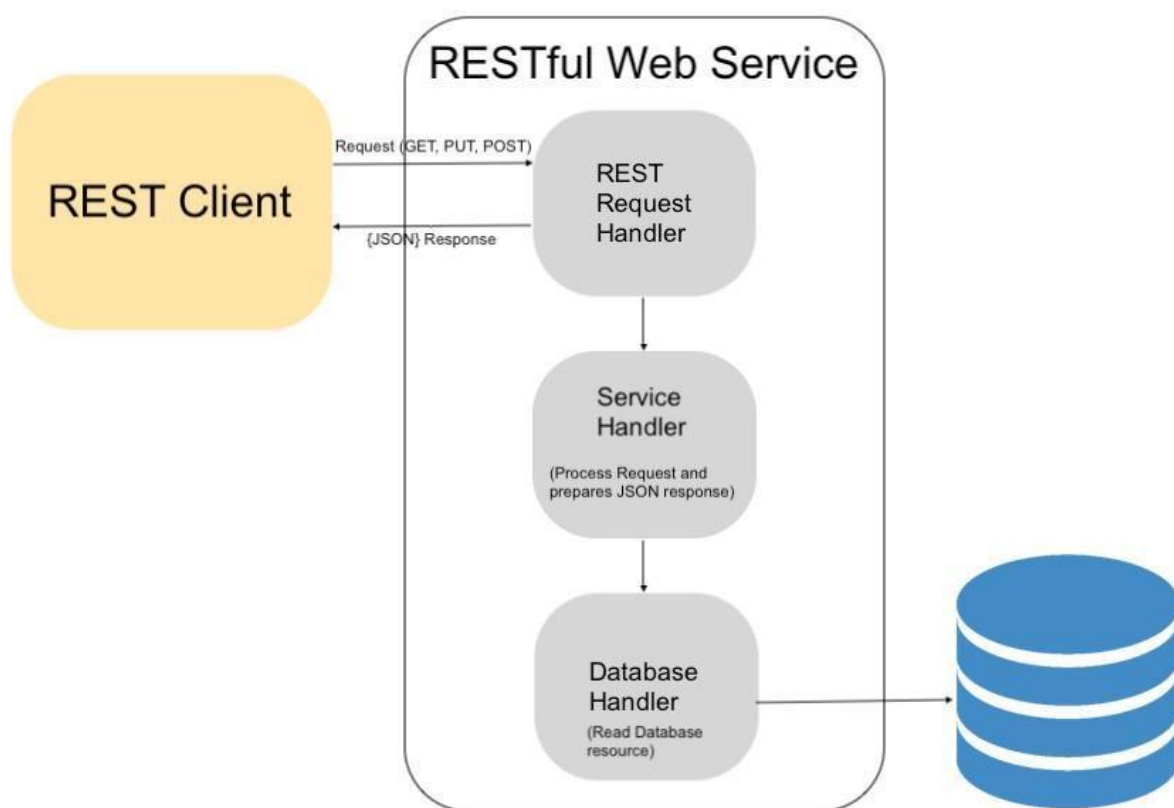 RESTful Web Service
REST Client
Request (GET, PUT, POST)
{JSON} Response
REST
Request
Handler
Service
Handler
(Process Request and
prepares JSON response)
Database
Handler
(Read Database
resource)